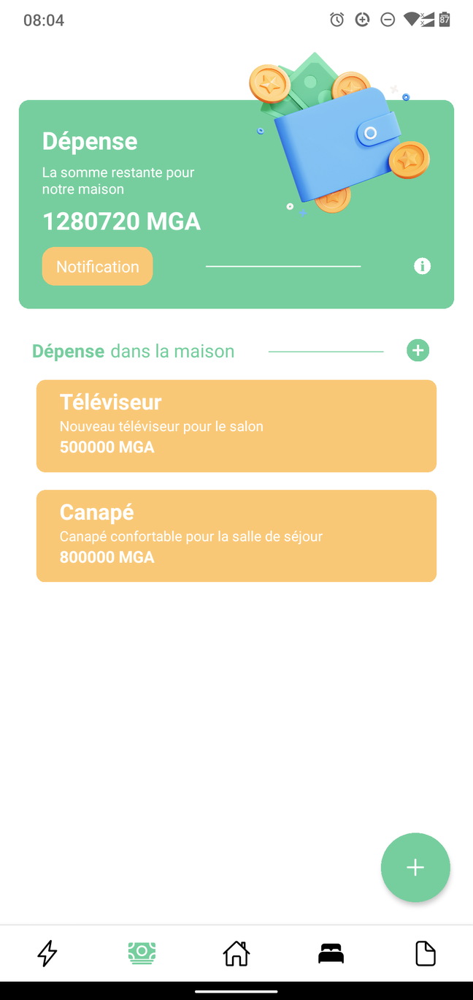 08:04
87
Dépense
La somme restante pour
notre maison
1280720 MGA
Notification
Dépense dans la maison
Téléviseur
Nouveau téléviseur pour le salon
500000 MGA
Canapé
Canapé confortable pour la salle de séjour
800000 MGA